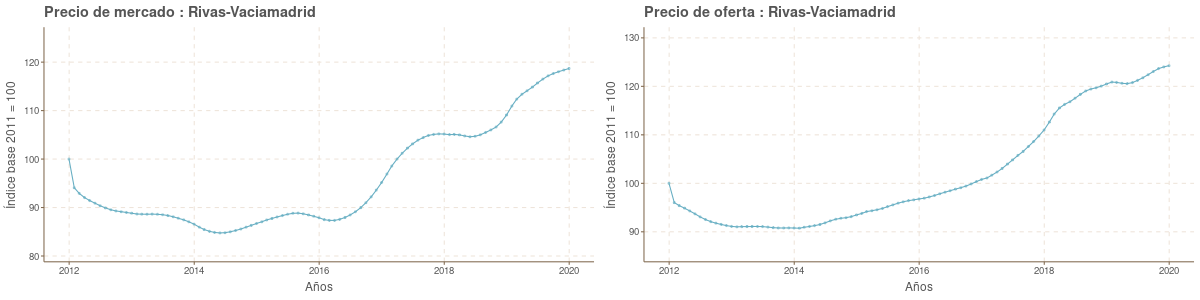 Precio de mercado : Rivas-Vaciamadrid
Índice base 2011 = 100
120
110
100
90
80
2012 2014 2016 2018 2020
Años
Precio de oferta : Rivas-Vaciamadrid
Índice base 2011 = 100
130
120
110
100
90
2012 2014 2016 2018 2020
Años